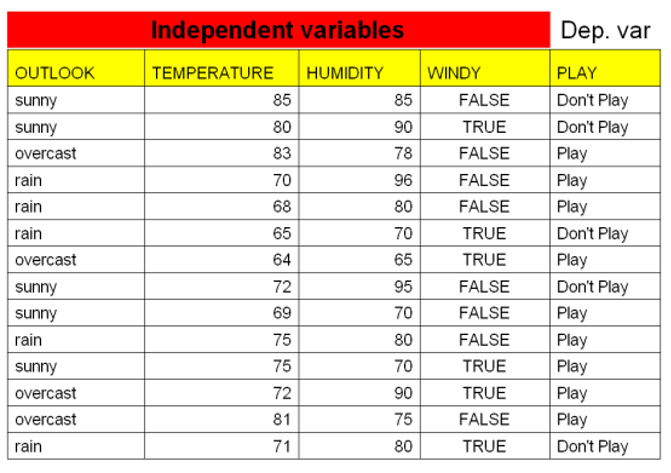 Independent variables Dep. var
OUTLOOK TEMPERATURE HUMIDITY WINDY PLAY
sunny 85 85 FALSE Don't Play
sunny 80 90 TRUE Don't Play
overcast 83 78 FALSE Play
rain 70 96 FALSE Play
rain 68 80 FALSE Play
rain 65 70 TRUE Don't Play
overcast 64 65 TRUE Play
sunny 72 95 FALSE Don't Play
sunny 69 70 FALSE Play
rain 75 80 FALSE Play
sunny 75 70 TRUE Play
overcast 72 90 TRUE Play
overcast 81 75 FALSE Play
rain 71 80 TRUE Don't Play